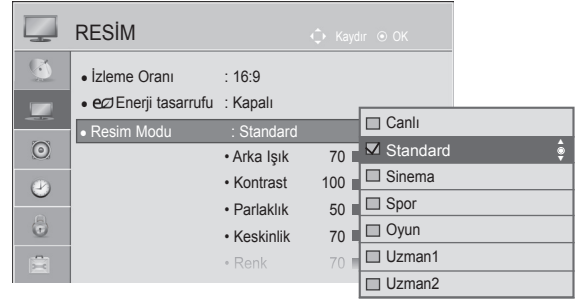 RESİM
Kaydır OK
• İzleme Oranı : 16:9
• eco Enerji tasarrufu : Kapalı
• Resim Modu : Standard
• Arka Işık 70
• Kontrast 100
• Parlaklık 50
• Keskinlik 70
• Renk 70
Canlı
Standard
Sinema
Spor
Oyun
Uzman1
Uzman2